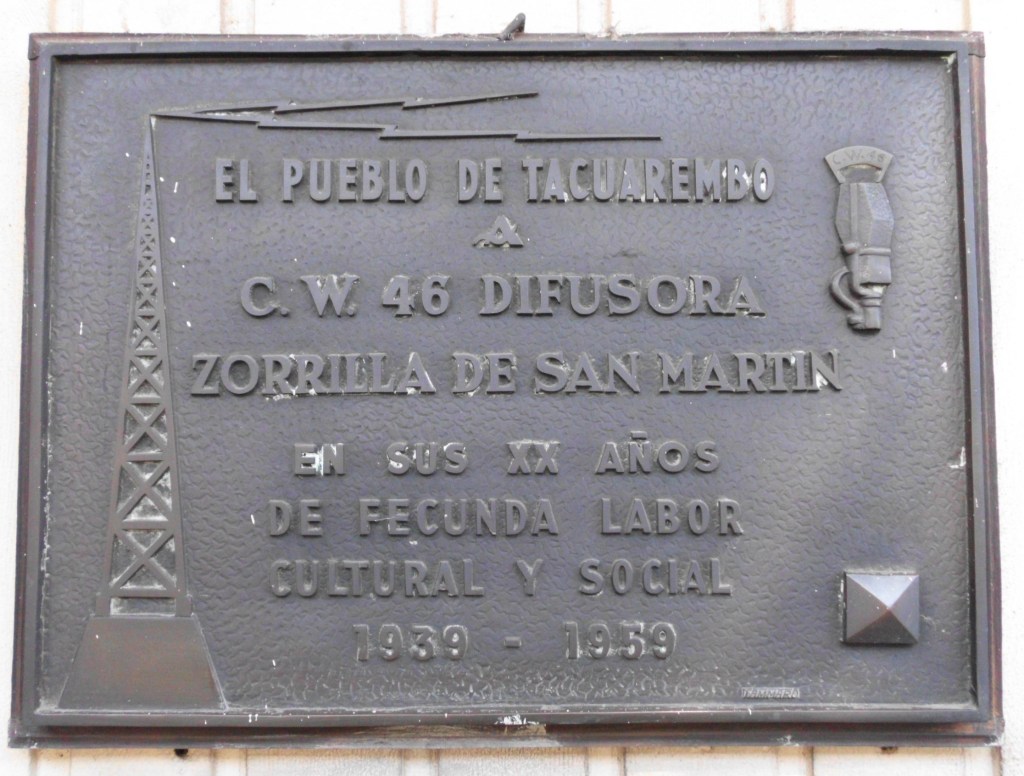 EL PUEBLO DE TACUAREMBO
A
C. W. 46 DIFUSORA
ZORRILLA DE SAN MARTIN
EN SUS XX AÑOS
DE FECUNDA LABOR
CULTURAL Y SOCIAL
1939 - 1959
C.W. 46